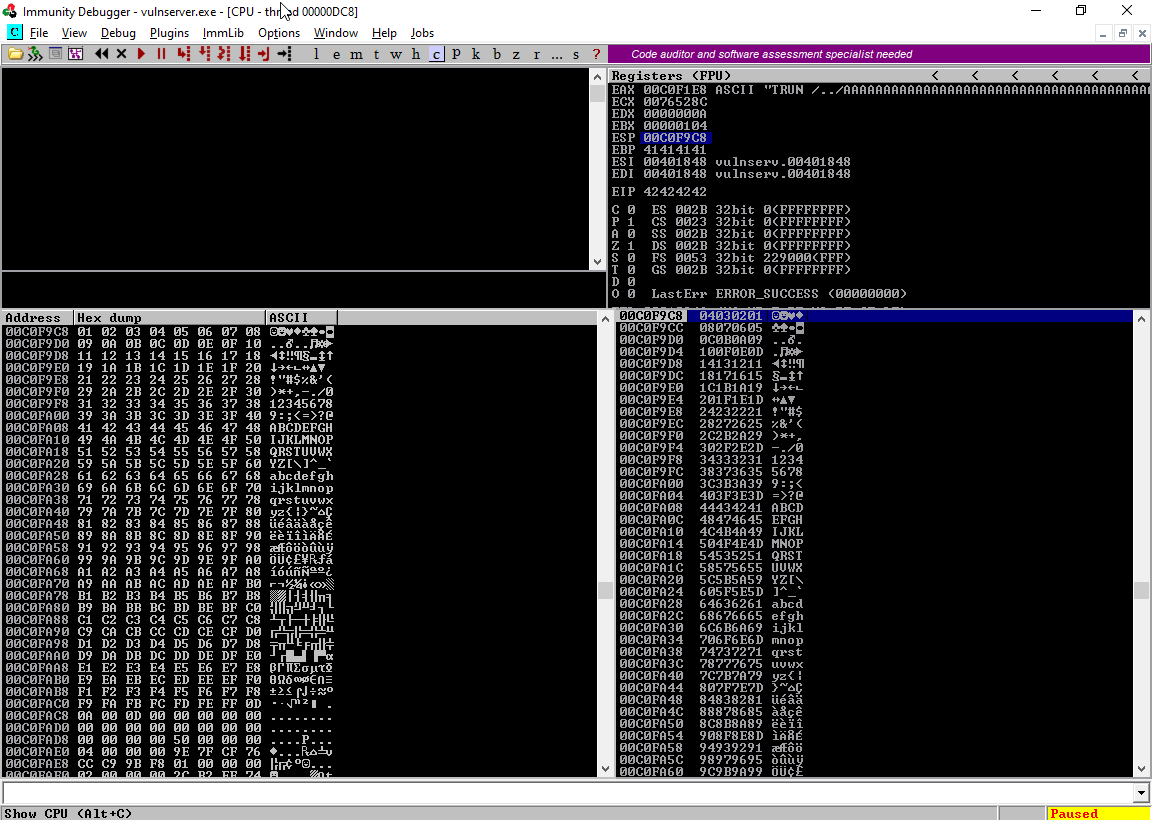 Immunity Debugger - vulnserver.exe - [CPU - thread 00000DC8]
C File View Debug Plugins ImmLib Options Window Help Jobs
l e m t w h c P k b z r ... s ? Code auditor and software assessment specialist needed
Registers (FPU) < < < < < <
EAX 00C0F1E8 ASCII "TRUN /../AAAAAAAAAAAAAAAAAAAAAAAAAAAAAAAAAAAAAAA
ECX 0076528C
EDX 0000000A
EBX 00000104
ESP 00C0F9C8
EBP 41414141
ESI 00401848 vulnserv.00401848
EDI 00401848 vulnserv.00401848
EIP 42424242
C 0 ES 002B 32bit 0(FFFFFFFF)
P 1 CS 0023 32bit 0(FFFFFFFF)
A 0 SS 002B 32bit 0(FFFFFFFF)
Z 1 DS 002B 32bit 0(FFFFFFFF)
S 0 FS 0053 32bit 229000(FFF)
T 0 GS 002B 32bit 0(FFFFFFFF)
D 0
O 0 LastErr ERROR_SUCCESS (00000000)
Address Hex dump ASCII
00C0F9C8 01 02 03 04 05 06 07 08
00C0F9D0 09 0A 0B 0C 0D 0E 0F 10
00C0F9D8 11 12 13 14 15 16 17 18
00C0F9E0 19 1A 1B 1C 1D 1E 1F 20
00C0F9E8 21 22 23 24 25 26 27 28 !"#$%&'(
00C0F9F0 29 2A 2B 2C 2D 2E 2F 30 )*+,-./0
00C0F9F8 31 32 33 34 35 36 37 38 12345678
00C0FA00 39 3A 3B 3C 3D 3E 3F 40 9:;<=>?@
00C0FA08 41 42 43 44 45 46 47 48 ABCDEFGH
00C0FA10 49 4A 4B 4C 4D 4E 4F 50 IJKLMNOP
00C0FA18 51 52 53 54 55 56 57 58 QRSTUVWX
00C0FA20 59 5A 5B 5C 5D 5E 5F 60 YZ[\]^_`
00C0FA28 61 62 63 64 65 66 67 68 abcdefgh
00C0FA30 69 6A 6B 6C 6D 6E 6F 70 ijklmnop
00C0FA38 71 72 73 74 75 76 77 78 qrstuvwx
00C0FA40 79 7A 7B 7C 7D 7E 7F 80 yz{|}~⌂Ç
00C0FA48 81 82 83 84 85 86 87 88 üéâäàåçê
00C0FA50 89 8A 8B 8C 8D 8E 8F 90 ëèïîìÄÅÉ
00C0FA58 91 92 93 94 95 96 97 98 æÆôöòûùÿ
00C0FA60 99 9A 9B 9C 9D 9E 9F A0
00C0FA68 A1 A2 A3 A4 A5 A6 A7 A8 íóúñÑªº¿
00C0FA70 A9 AA AB AC AD AE AF B0
00C0FA78 B1 B2 B3 B4 B5 B6 B7 B8
00C0FA80 B9 BA BB BC BD BE BF C0
00C0FA88 C1 C2 C3 C4 C5 C6 C7 C8
00C0FA90 C9 CA CB CC CD CE CF D0
00C0FA98 D1 D2 D3 D4 D5 D6 D7 D8
00C0FAA0 D9 DA DB DC DD DE DF E0
00C0FAA8 E1 E2 E3 E4 E5 E6 E7 E8
00C0FAB0 E9 EA EB EC ED EE EF F0
00C0FAB8 F1 F2 F3 F4 F5 F6 F7 F8
00C0FAC0 F9 FA FB FC FD FE FF 0D
00C0FAC8 0A 0D 00 00 00 00 00 00 ........
00C0FAD0 00 00 00 00 00 00 00 00 ........
00C0FAD8 00 00 00 00 50 00 00 00 ....P...
00C0FAE0 04 00 00 00 9E 7F CF 76
00C0FAE8 CC C9 9B F8 01 00 00 00
00C0FAF0 02 00 00 00 2C B2 FF 74
00C0F9C8 04030201
00C0F9CC 08070605
00C0F9D0 0C0B0A09
00C0F9D4 100F0E0D
00C0F9D8 14131211
00C0F9DC 18171615
00C0F9E0 1C1B1A19
00C0F9E4 201F1E1D
00C0F9E8 24232221 !"#$
00C0F9EC 28272625 %&'(
00C0F9F0 2C2B2A29 )*+,
00C0F9F4 302F2E2D -./0
00C0F9F8 34333231 1234
00C0F9FC 38373635 5678
00C0FA00 3C3B3A39 9:;<
00C0FA04 403F3E3D =>?@
00C0FA08 44434241 ABCD
00C0FA0C 48474645 EFGH
00C0FA10 4C4B4A49 IJKL
00C0FA14 504F4E4D MNOP
00C0FA18 54535251 QRST
00C0FA1C 58575655 UVWX
00C0FA20 5C5B5A59 YZ[\
00C0FA24 605F5E5D ]^_`
00C0FA28 64636261 abcd
00C0FA2C 68676665 efgh
00C0FA30 6C6B6A69 ijkl
00C0FA34 706F6E6D mnop
00C0FA38 74737271 qrst
00C0FA3C 78777675 uvwx
00C0FA40 7C7B7A79 yz{|
00C0FA44 807F7E7D }~⌂Ç
00C0FA48 84838281 üéâä
00C0FA4C 88878685 àåçê
00C0FA50 8C8B8A89 ëèïî
00C0FA54 908F8E8D ìÄÅÉ
00C0FA58 94939291 æÆôö
00C0FA5C 98979695 òûùÿ
00C0FA60 9C9B9A99 ÖÜ¢£
Show CPU (Alt+C) Paused